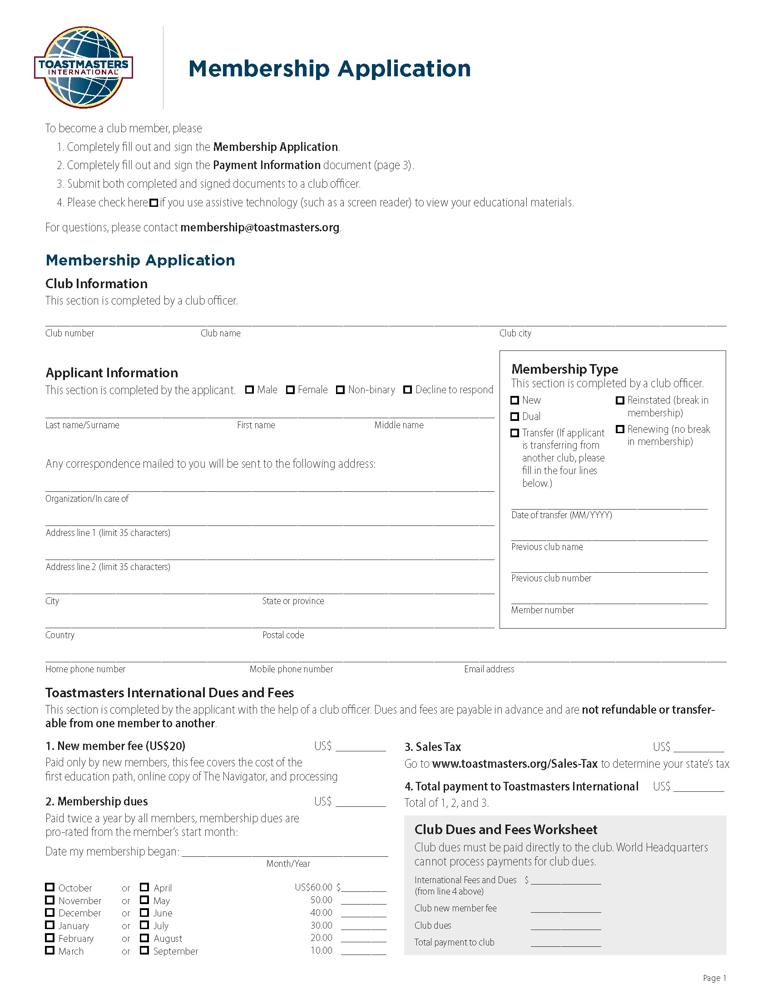 TOASTMASTERS
INTERNATIONAL
Membership Application
To become a club member, please
1. Completely fill out and sign the Membership Application.
2. Completely fill out and sign the Payment Information document (page 3).
3. Submit both completed and signed documents to a club officer.
4. Please check here if you use assistive technology (such as a screen reader) to view your educational materials.
For questions, please contact membership@toastmasters.org.
Membership Application
Club Information
This section is completed by a club officer.
Club number Club name Club city
Applicant Information
This section is completed by the applicant. Male Female Non-binary Decline to respond
Last name/Surname First name Middle name
Any correspondence mailed to you will be sent to the following address:
Organization/In care of
Address line 1 (limit 35 characters)
Address line 2 (limit 35 characters)
City State or province
Country Postal code
Membership Type
This section is completed by a club officer.
New
Dual
Transfer (If applicant
is transferring from
another club, please
fill in the four lines
below.)
Reinstated (break in
membership)
Renewing (no break
in membership)
Date of transfer (MM/YYYY)
Previous club name
Previous club number
Member number
Home phone number Mobile phone number Email address
Toastmasters International Dues and Fees
This section is completed by the applicant with the help of a club officer. Dues and fees are payable in advance and are not refundable or transfer-
able from one member to another.
1. New member fee (US$20) US$ ________
Paid only by new members, this fee covers the cost of the
first education path, online copy of The Navigator, and processing
2. Membership dues US$ ________
Paid twice a year by all members, membership dues are
pro-rated from the member's start month:
Date my membership began: ________
Month/Year
October or April US$60.00 $________
November or May 50.00 ________
December or June 40.00 ________
January or July 30.00 ________
February or August 20.00 ________
March or September 10.00 ________
3. Sales Tax US$ ________
Go to www.toastmasters.org/Sales-Tax to determine your state's tax
4. Total payment to Toastmasters International US$ ________
Total of 1, 2, and 3.
Club Dues and Fees Worksheet
Club dues must be paid directly to the club. World Headquarters
cannot process payments for club dues.
International Fees and Dues $ ________
(from line 4 above)
Club new member fee ________
Club dues ________
Total payment to club ________
Page 1